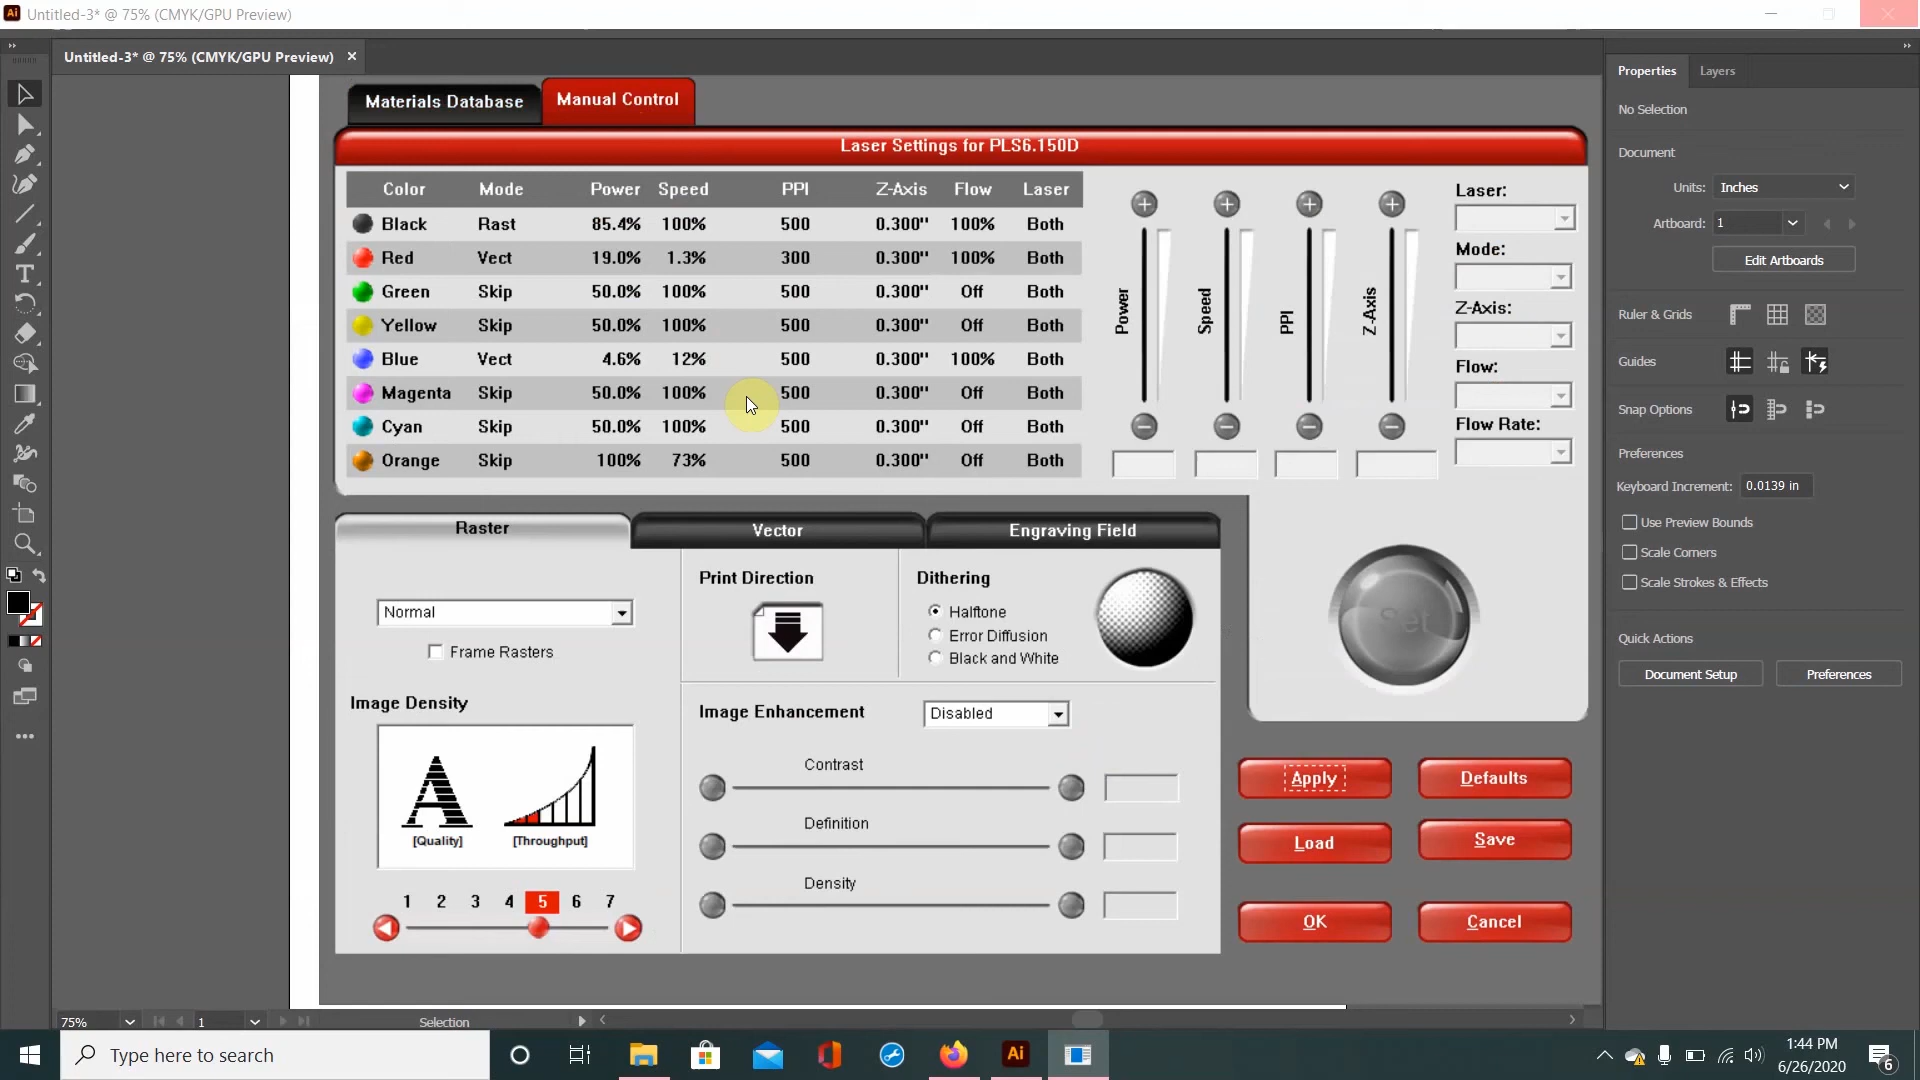 Ai Untitled-3* @ 75% (CMYK/GPU Preview)
Untitled-3* @ 75% (CMYK/GPU Preview) ×
Materials Database
Manual Control
Laser Settings for PLS6.150D
Color Mode Power Speed PPI Z-Axis Flow Laser
Black Rast 85.4% 100% 500 0.300" 100% Both
Red Vect 19.0% 1.3% 300 0.300" 100% Both
Green Skip 50.0% 100% 500 0.300" Off Both
Yellow Skip 50.0% 100% 500 0.300" Off Both
Blue Vect 4.6% 12% 500 0.300" 100% Both
Magenta Skip 50.0% 100% 500 0.300" Off Both
Cyan Skip 50.0% 100% 500 0.300" Off Both
Orange Skip 100% 73% 500 0.300" Off Both
Power
Speed
PPI
Z-Axis
Laser:
Mode:
Z-Axis:
Flow:
Flow Rate:
Set
Raster
Vector
Engraving Field
Normal
Frame Rasters
Image Density
A
[Quality]
[Throughput]
1 2 3 4 5 6 7
Print Direction
Dithering
Halftone
Error Diffusion
Black and White
Image Enhancement
Disabled
Contrast
Definition
Density
Apply
Defaults
Load
Save
OK
Cancel
Properties
Layers
No Selection
Document
Units: Inches
Artboard: 1
Edit Artboards
Ruler & Grids
Guides
Snap Options
Preferences
Keyboard Increment: 0.0139 in
Use Preview Bounds
Scale Corners
Scale Strokes & Effects
Quick Actions
Document Setup
Preferences
75%
1
Selection
Type here to search
Ai
1:44 PM
6/26/2020
6